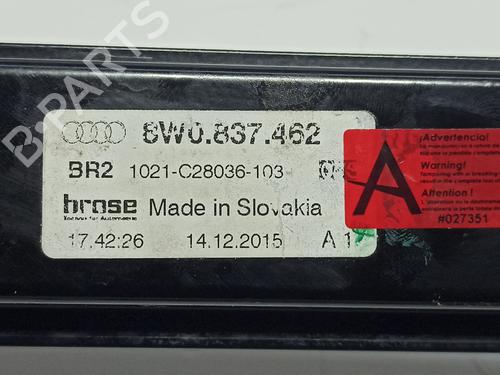 8W0.837.462
BR2 1021-C28036-103
brose Made in Slovakia
17:42:26 14.12.2015 A 1
A
¡Advertencia!
Warning!
Attention !
#027351
B-Parts